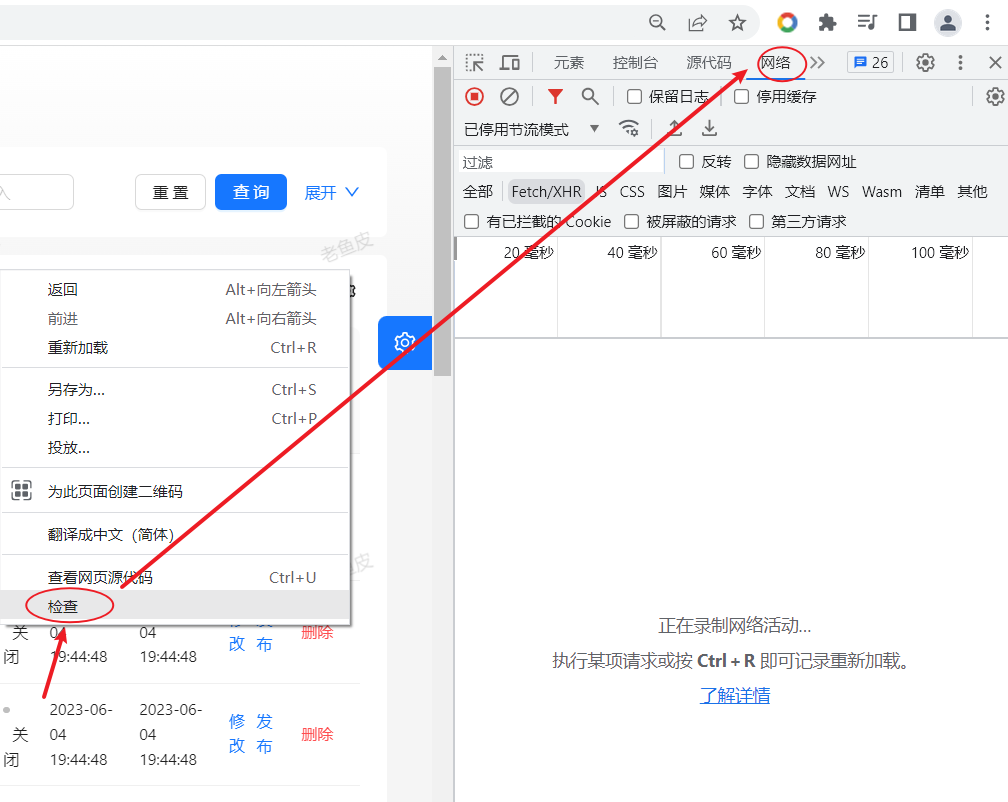 元素 控制台 源代码 网络 26
保留日志 停用缓存
已停用节流模式
过滤 反转 隐藏数据网址
全部 Fetch/XHR JS CSS 图片 媒体 字体 文档 WS Wasm 清单 其他
有已拦截的 Cookie 被屏蔽的请求 第三方请求
20 毫秒 40 毫秒 60 毫秒 80 毫秒 100 毫秒
正在录制网络活动...
执行某项请求或按 Ctrl + R 即可记录重新加载。
了解详情
入 重 置 查 询 展开
老鱼皮
返回 Alt+向左箭头
前进 Alt+向右箭头
重新加载 Ctrl+R
另存为... Ctrl+S
打印... Ctrl+P
投放...
为此页面创建二维码
翻译成中文（简体）
查看网页源代码 Ctrl+U
检查
关 04 删除
闭 19:44:48 19:44:48 改 布
2023-06- 2023-06- 修 发
关 04 04 删除
闭 19:44:48 19:44:48 改 布